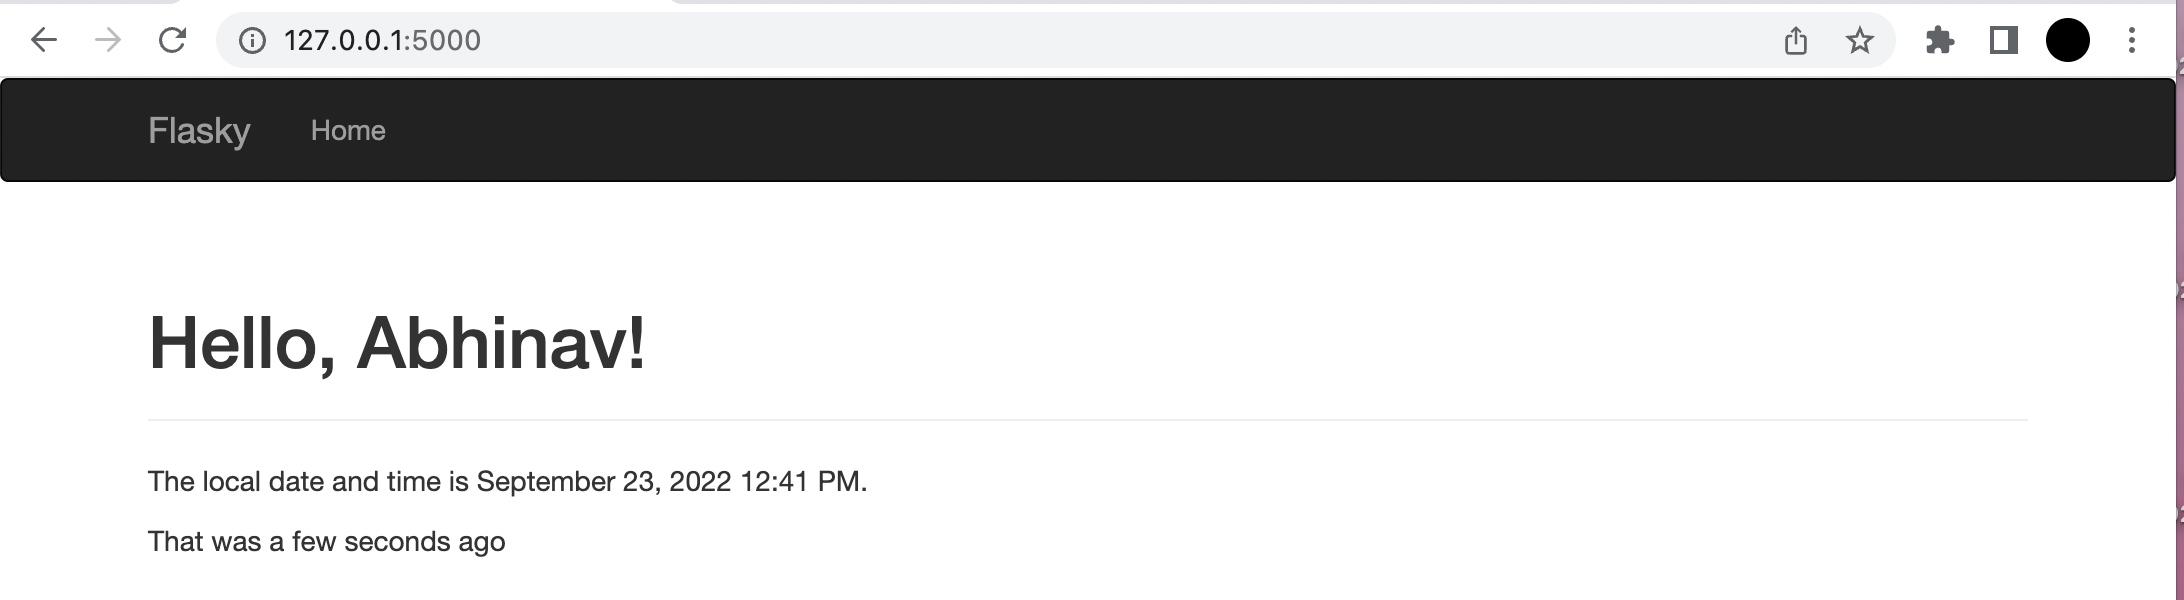 127.0.0.1:5000
Flasky Home
Hello, Abhinav!
The local date and time is September 23, 2022 12:41 PM.
That was a few seconds ago